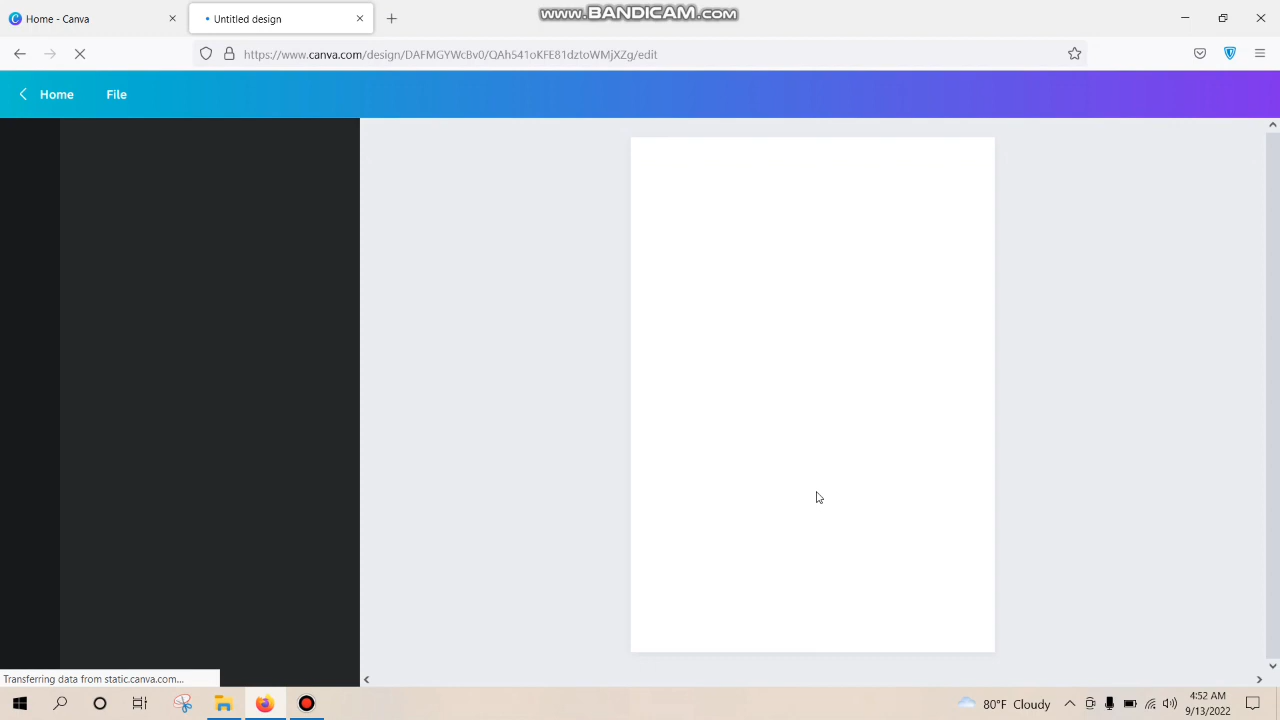 Home - Canva
Untitled design
www.BANDICAM.com
https://www.canva.com/design/DAFMGYWcBv0/QAh541oKFE81dztoWMjXZg/edit
Home
File
Transferring data from static.canva.com...
80°F Cloudy
4:52 AM
9/13/2022